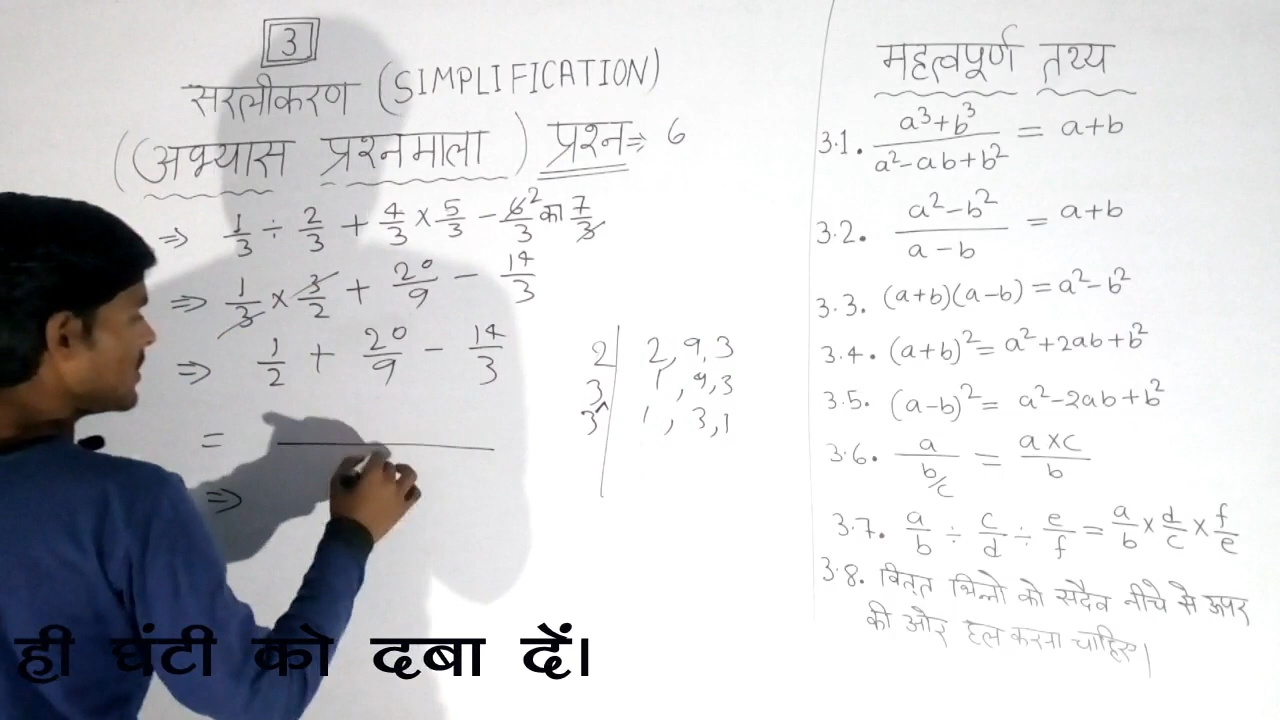 3
सरलीकरण (SIMPLIFICATION)
(अभ्यास प्रश्नमाला) प्रश्न ⇒ 6
⇒ 1/3 ÷ 2/3 + 4/3 × 5/3 − 6²/3 का 7/3
⇒ 1/3 × 3/2 + 20/9 − 14/3
⇒ 1/2 + 20/9 − 14/3
=
⇒
2 | 2, 9, 3
3 | 1, 9, 3
3 | 1, 3, 1
महत्वपूर्ण तथ्य
3.1. (a³+b³)/(a²-ab+b²) = a+b
3.2. (a²-b²)/(a-b) = a+b
3.3. (a+b)(a-b) = a²-b²
3.4. (a+b)² = a²+2ab+b²
3.5. (a-b)² = a²-2ab+b²
3.6. a/(b/c) = (a×c)/b
3.7. a/b ÷ c/d ÷ e/f = a/b × d/c × f/e
3.8. वितत भिन्नो को सदैव नीचे से ऊपर
की ओर हल करना चाहिए।
ही घंटी को दबा दें।